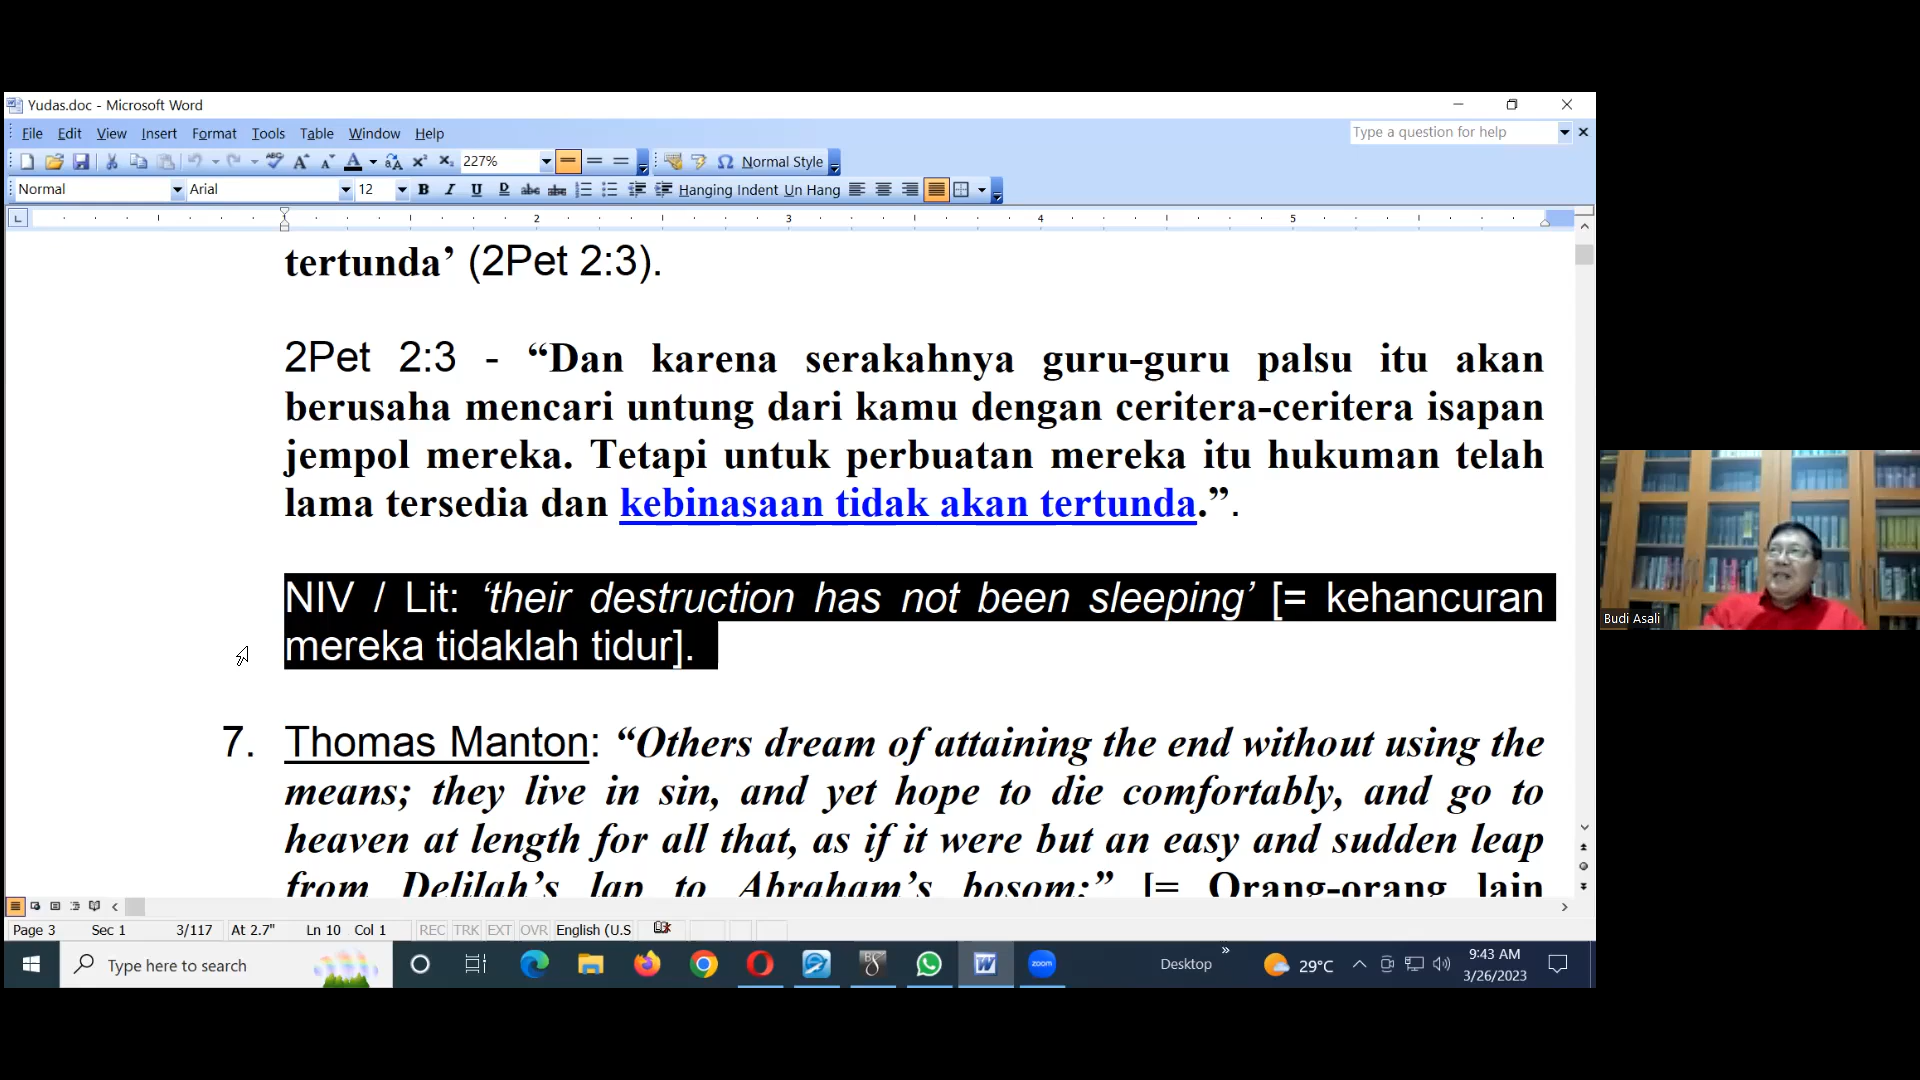 Yudas.doc - Microsoft Word
File Edit View Insert Format Tools Table Window Help
Type a question for help
227%
Normal Style
Normal Arial 12
Hanging Indent Un Hang
1 2 3 4 5
tertunda’ (2Pet 2:3).
2Pet 2:3 - “Dan karena serakahnya guru-guru palsu itu akan
berusaha mencari untung dari kamu dengan ceritera-ceritera isapan
jempol mereka. Tetapi untuk perbuatan mereka itu hukuman telah
lama tersedia dan kebinasaan tidak akan tertunda.”.
NIV / Lit: ‘their destruction has not been sleeping’ [= kehancuran
mereka tidaklah tidur].
7. Thomas Manton: “Others dream of attaining the end without using the
means; they live in sin, and yet hope to die comfortably, and go to
heaven at length for all that, as if it were but an easy and sudden leap
from Delilah’s lap to Abraham’s bosom;” [= Orang-orang lain
Budi Asali
Page 3 Sec 1 3/117 At 2.7" Ln 10 Col 1 REC TRK EXT OVR English (U.S
Type here to search
zoom
Desktop
29°C
9:43 AM
3/26/2023